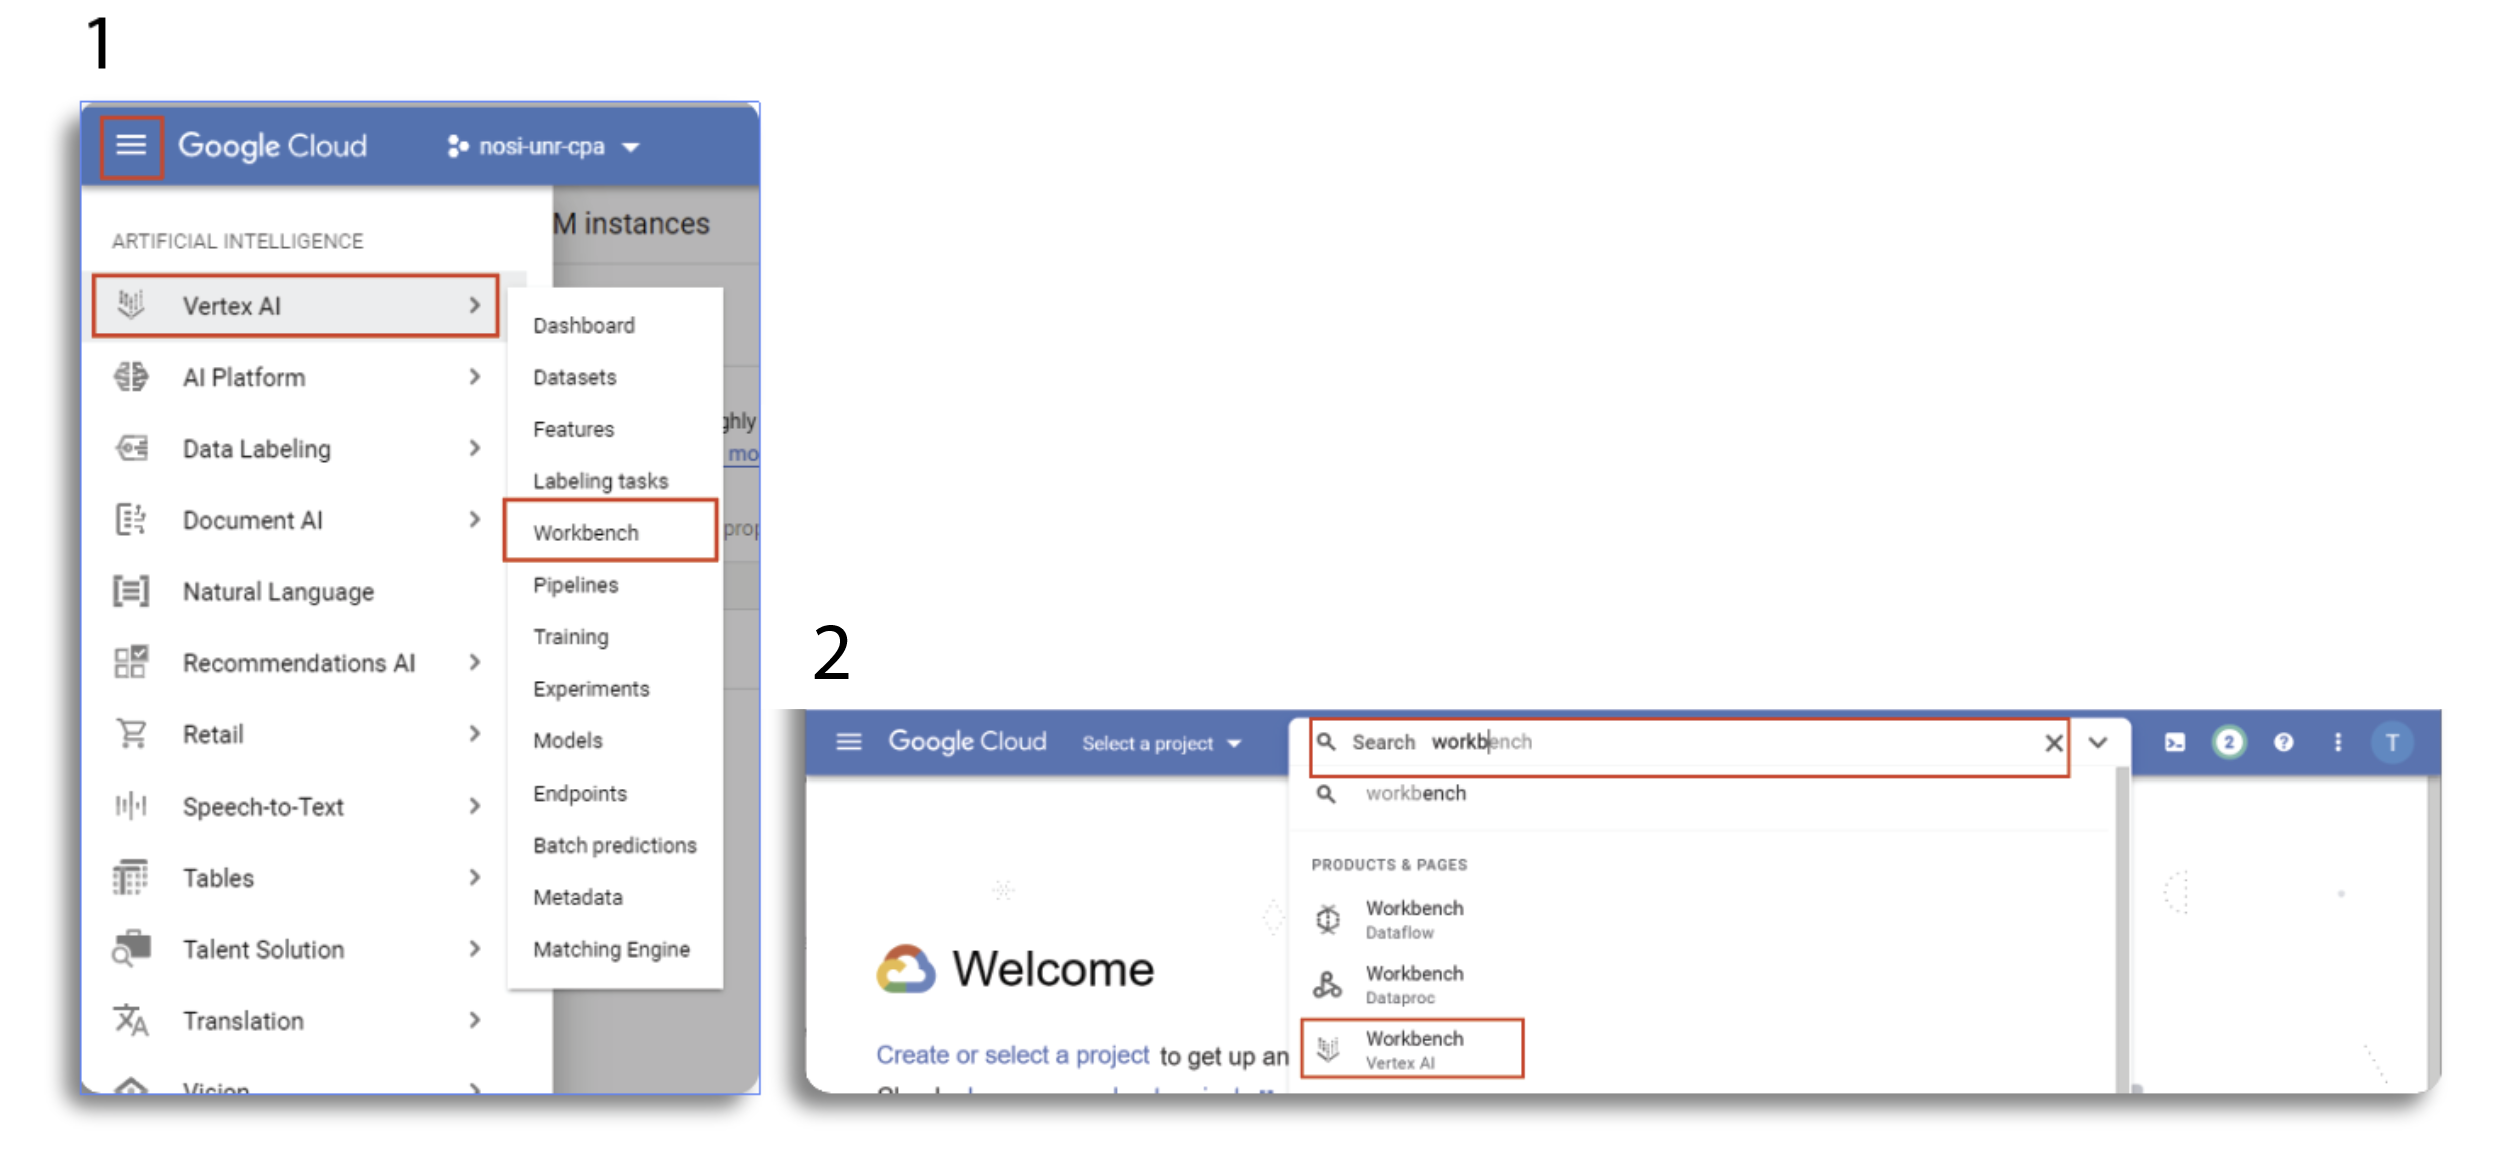 1
Google Cloud
nosi-unr-cpa
ARTIFICIAL INTELLIGENCE
M instances
Vertex AI
AI Platform
Data Labeling
Document AI
Natural Language
Recommendations AI
Retail
Speech-to-Text
Tables
Talent Solution
Translation
Vision
Dashboard
Datasets
Features
Labeling tasks
Workbench
Pipelines
Training
Experiments
Models
Endpoints
Batch predictions
Metadata
Matching Engine
ghly
mo
prop
2
Google Cloud
Select a project
Search workbench
2
T
workbench
PRODUCTS & PAGES
Workbench
Dataflow
Workbench
Dataproc
Workbench
Vertex AI
Welcome
Create or select a project to get up an